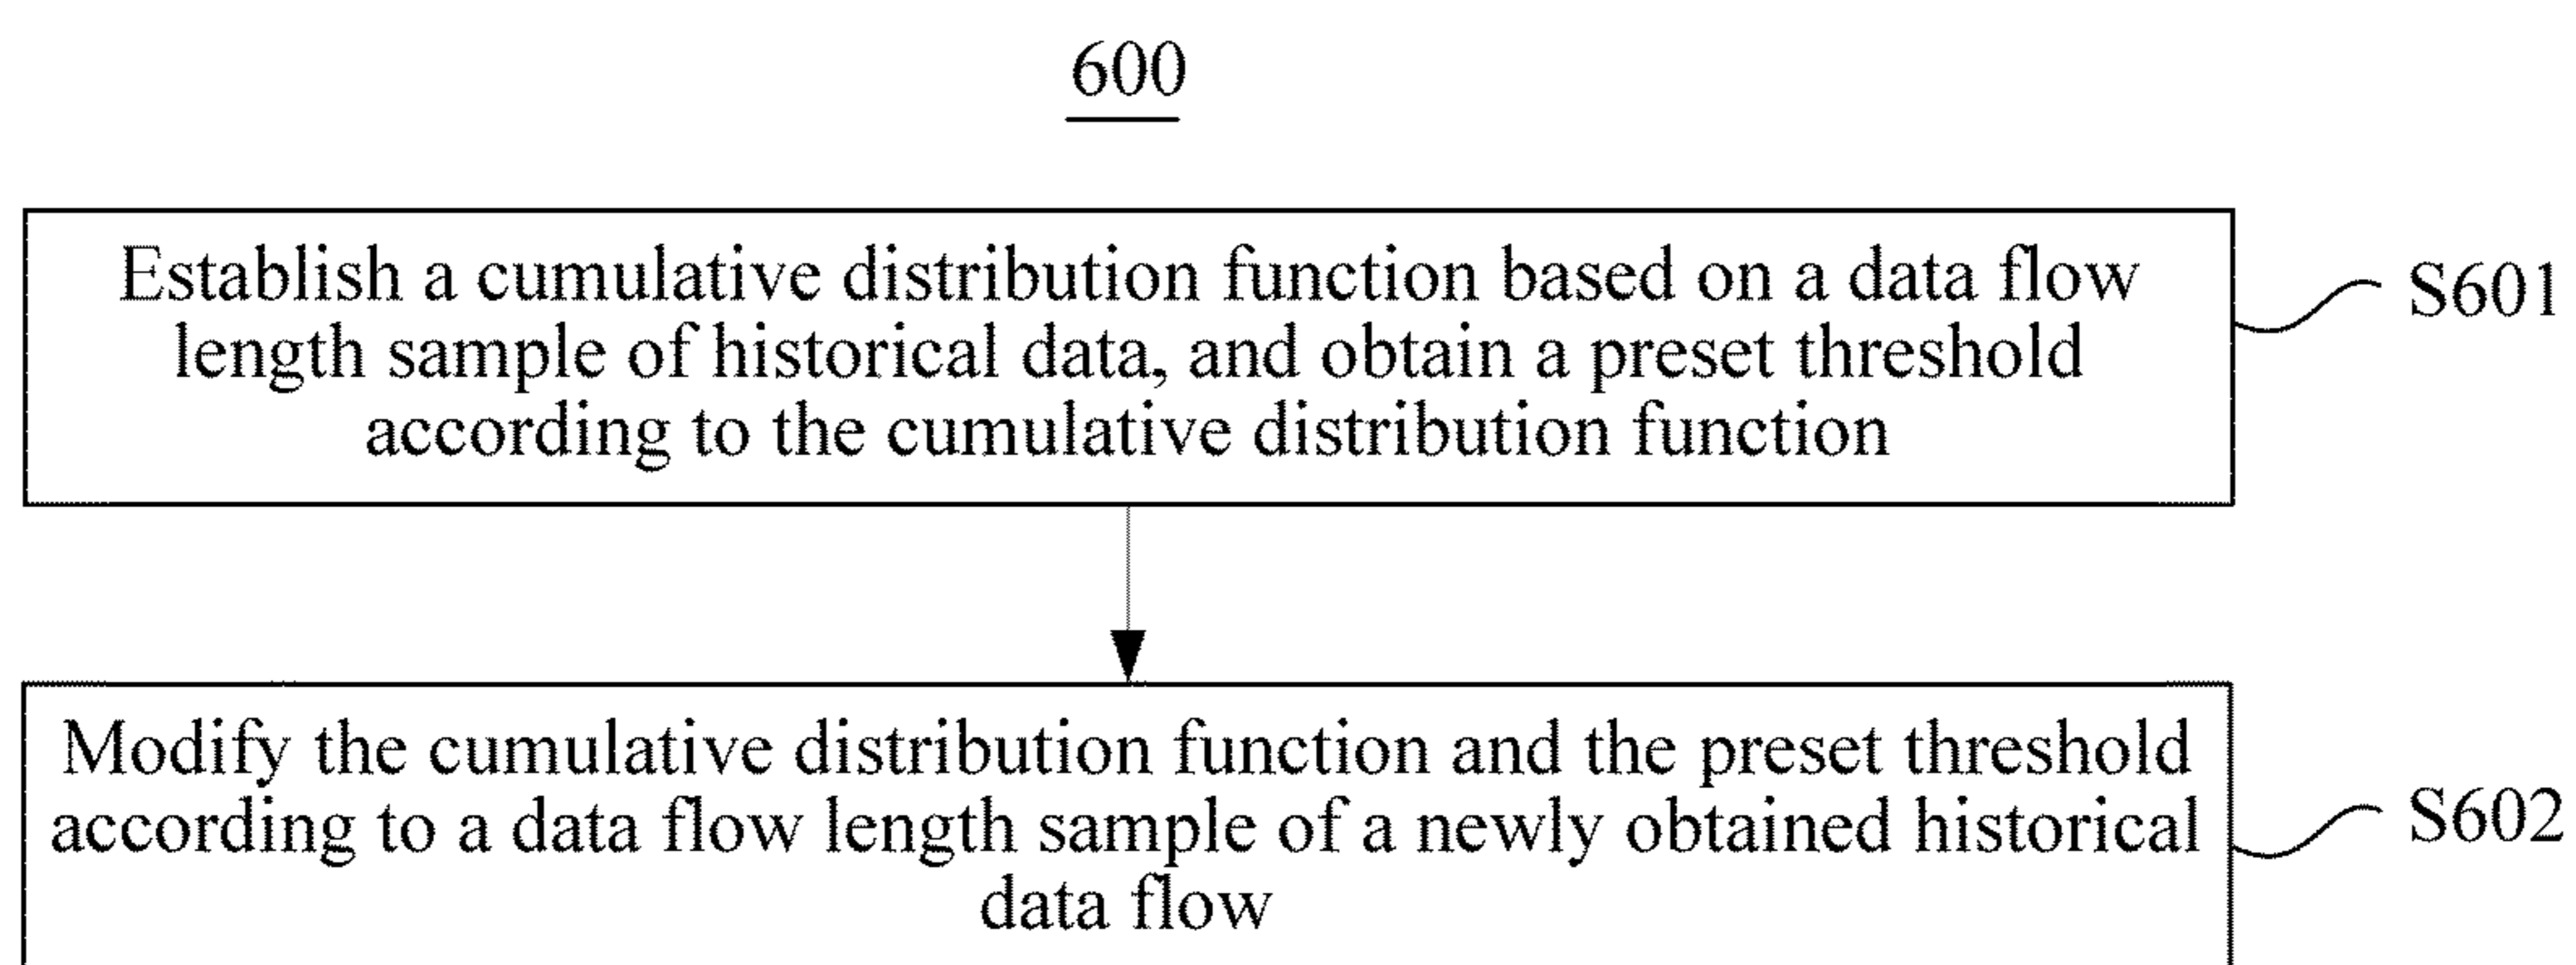 600
Establish a cumulative distribution function based on a data flow
length sample of historical data, and obtain a preset threshold
according to the cumulative distribution function
S601
Modify the cumulative distribution function and the preset threshold
according to a data flow length sample of a newly obtained historical
data flow
S602